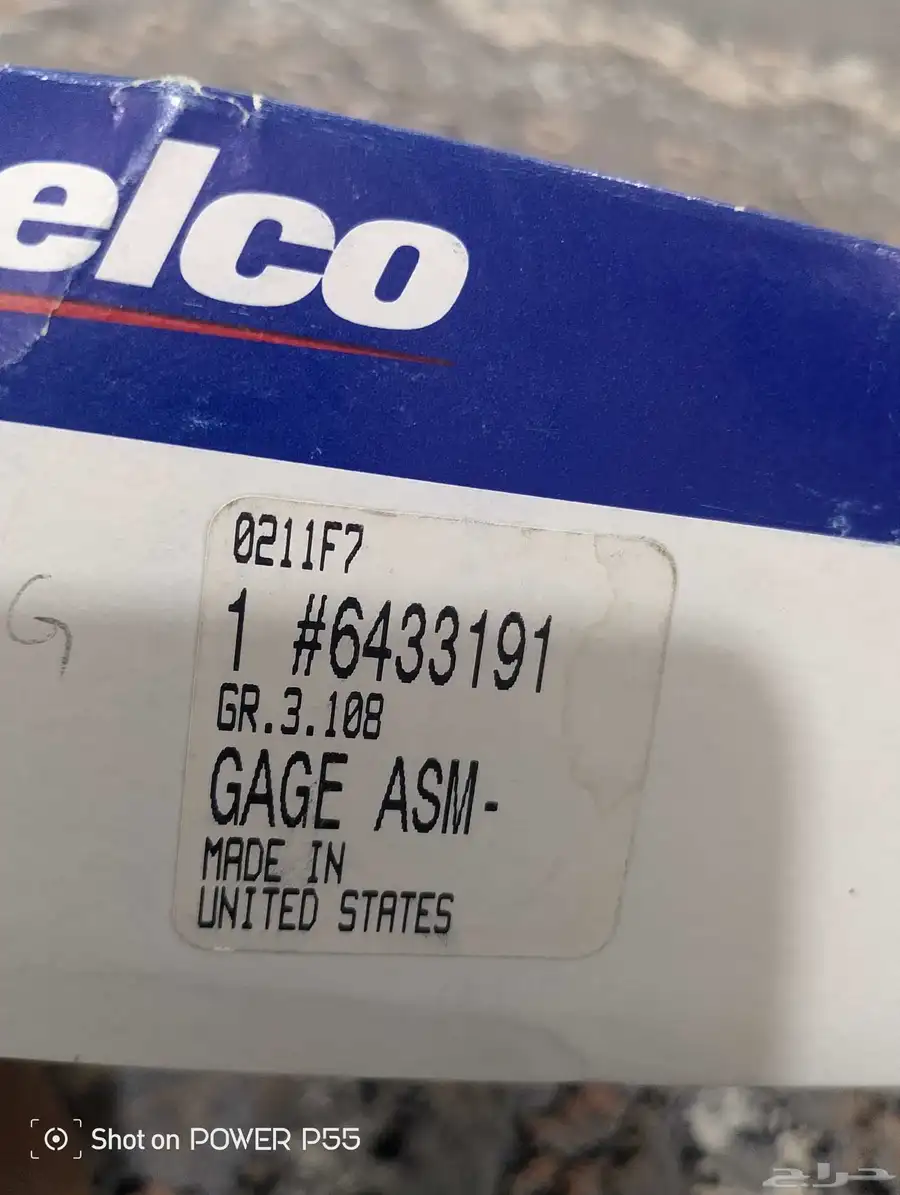 elco
0211F7
1 #6433191
GR.3.108
GAGE ASM-
MADE IN
UNITED STATES
G
Shot on POWER P55
حراج